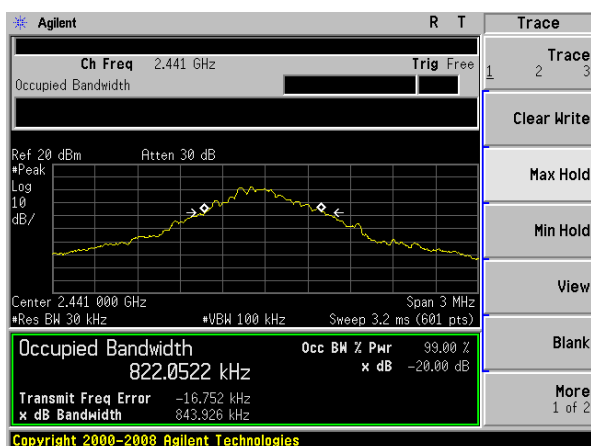 Agilent R T Trace
Ch Freq 2.441 GHz Trig Free
Occupied Bandwidth
Trace
1 2 3
Clear Write
Max Hold
Min Hold
View
Blank
More
1 of 2
Ref 20 dBm Atten 30 dB
#Peak
Log
10
dB/
Center 2.441 000 GHz Span 3 MHz
#Res BW 30 kHz #VBW 100 kHz Sweep 3.2 ms (601 pts)
Occupied Bandwidth Occ BW % Pwr 99.00 %
822.0522 kHz x dB -20.00 dB
Transmit Freq Error -16.752 kHz
x dB Bandwidth 843.926 kHz
Copyright 2000-2008 Agilent Technologies